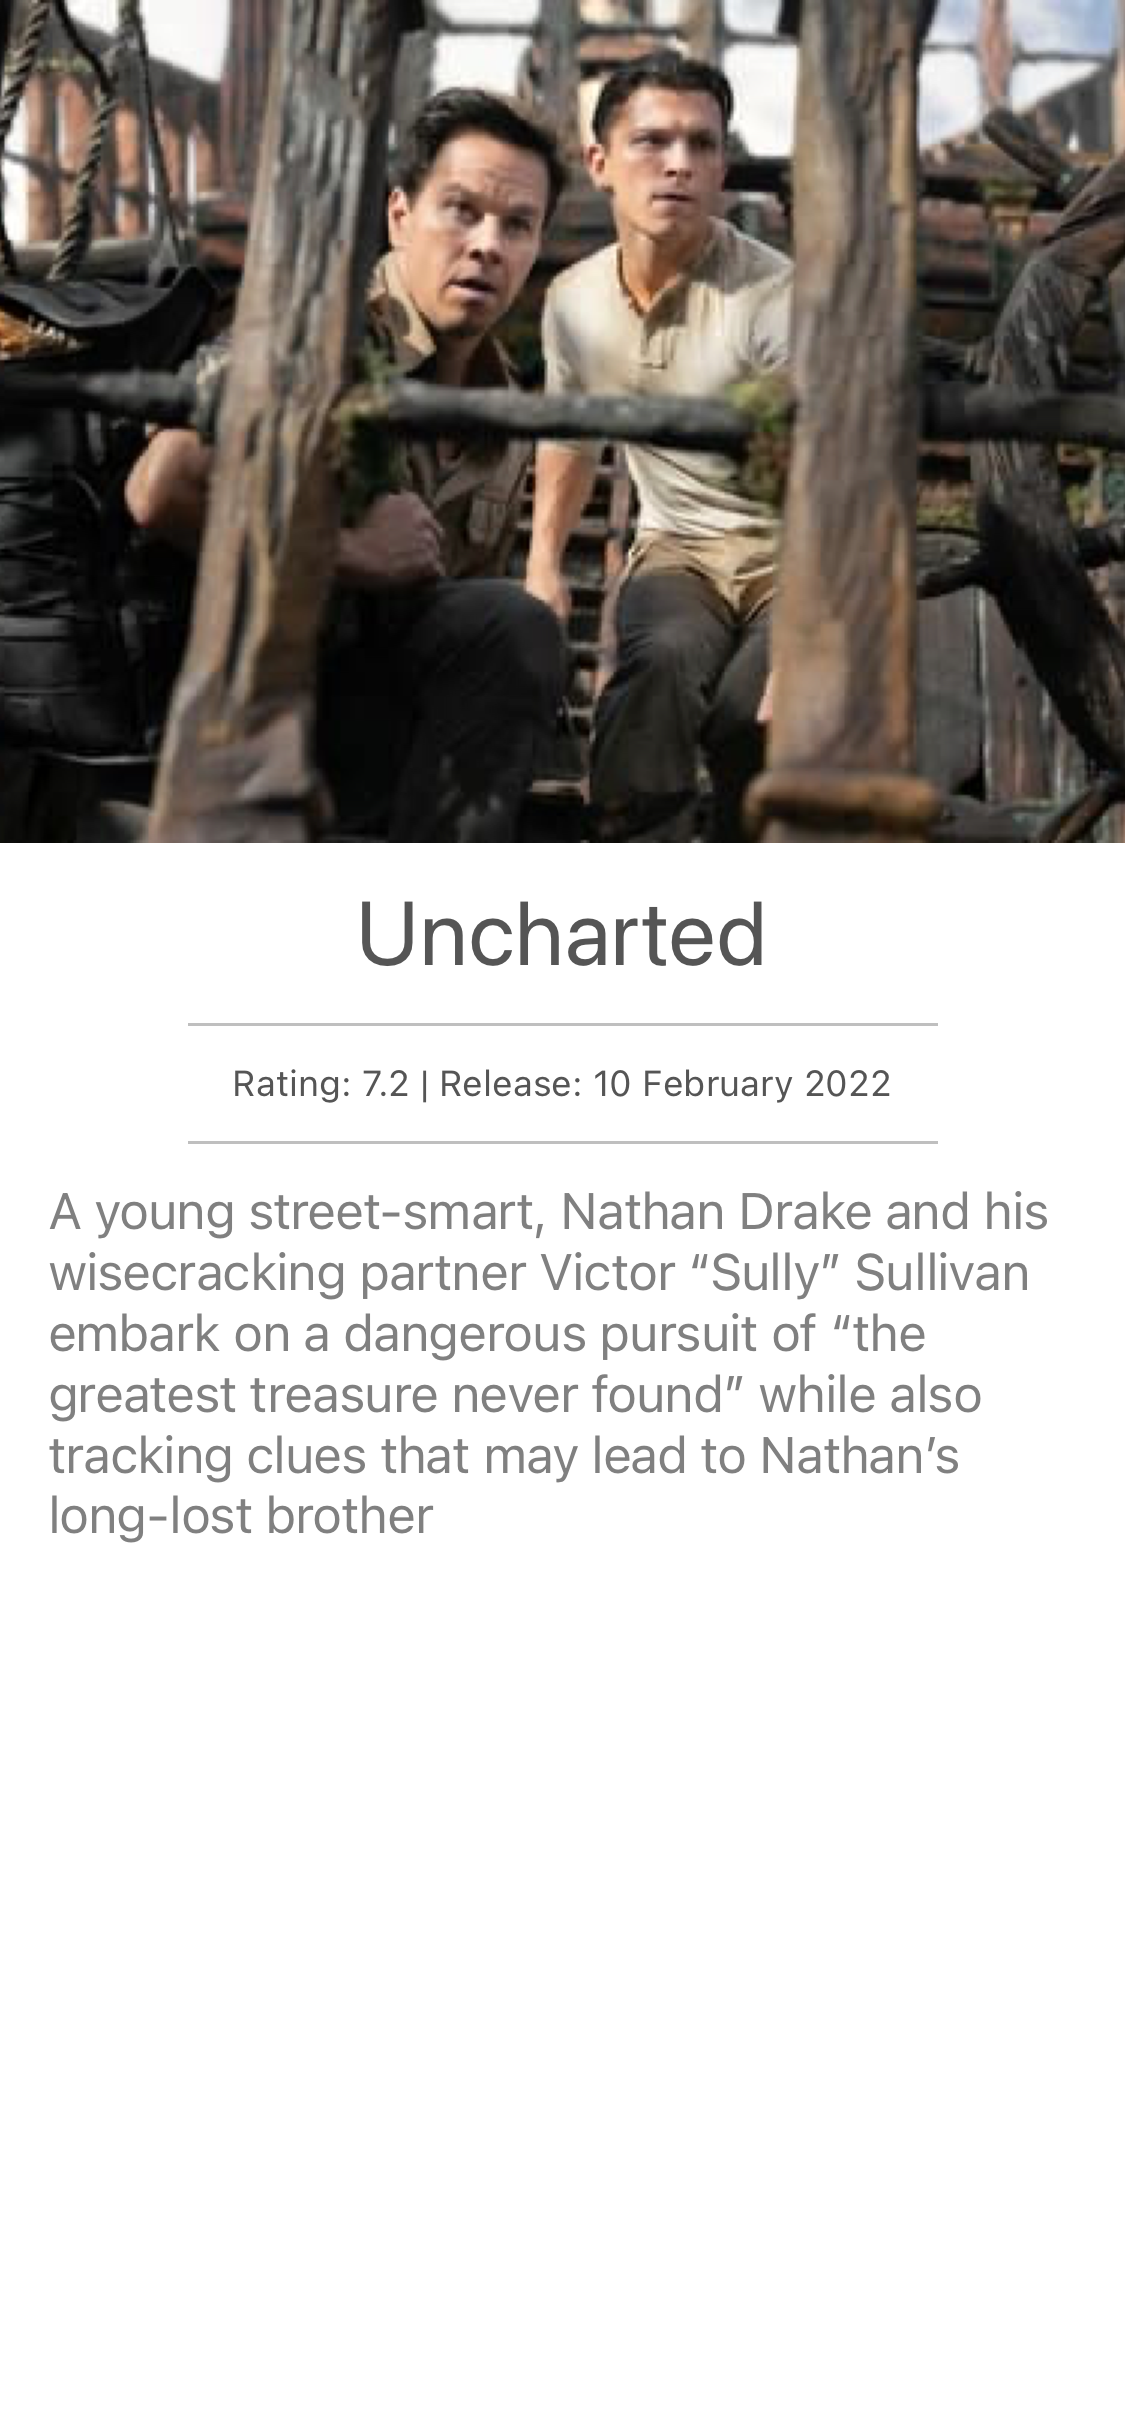 Uncharted
Rating: 7.2 | Release: 10 February 2022
A young street-smart, Nathan Drake and his
wisecracking partner Victor “Sully” Sullivan
embark on a dangerous pursuit of “the
greatest treasure never found” while also
tracking clues that may lead to Nathan’s
long-lost brother